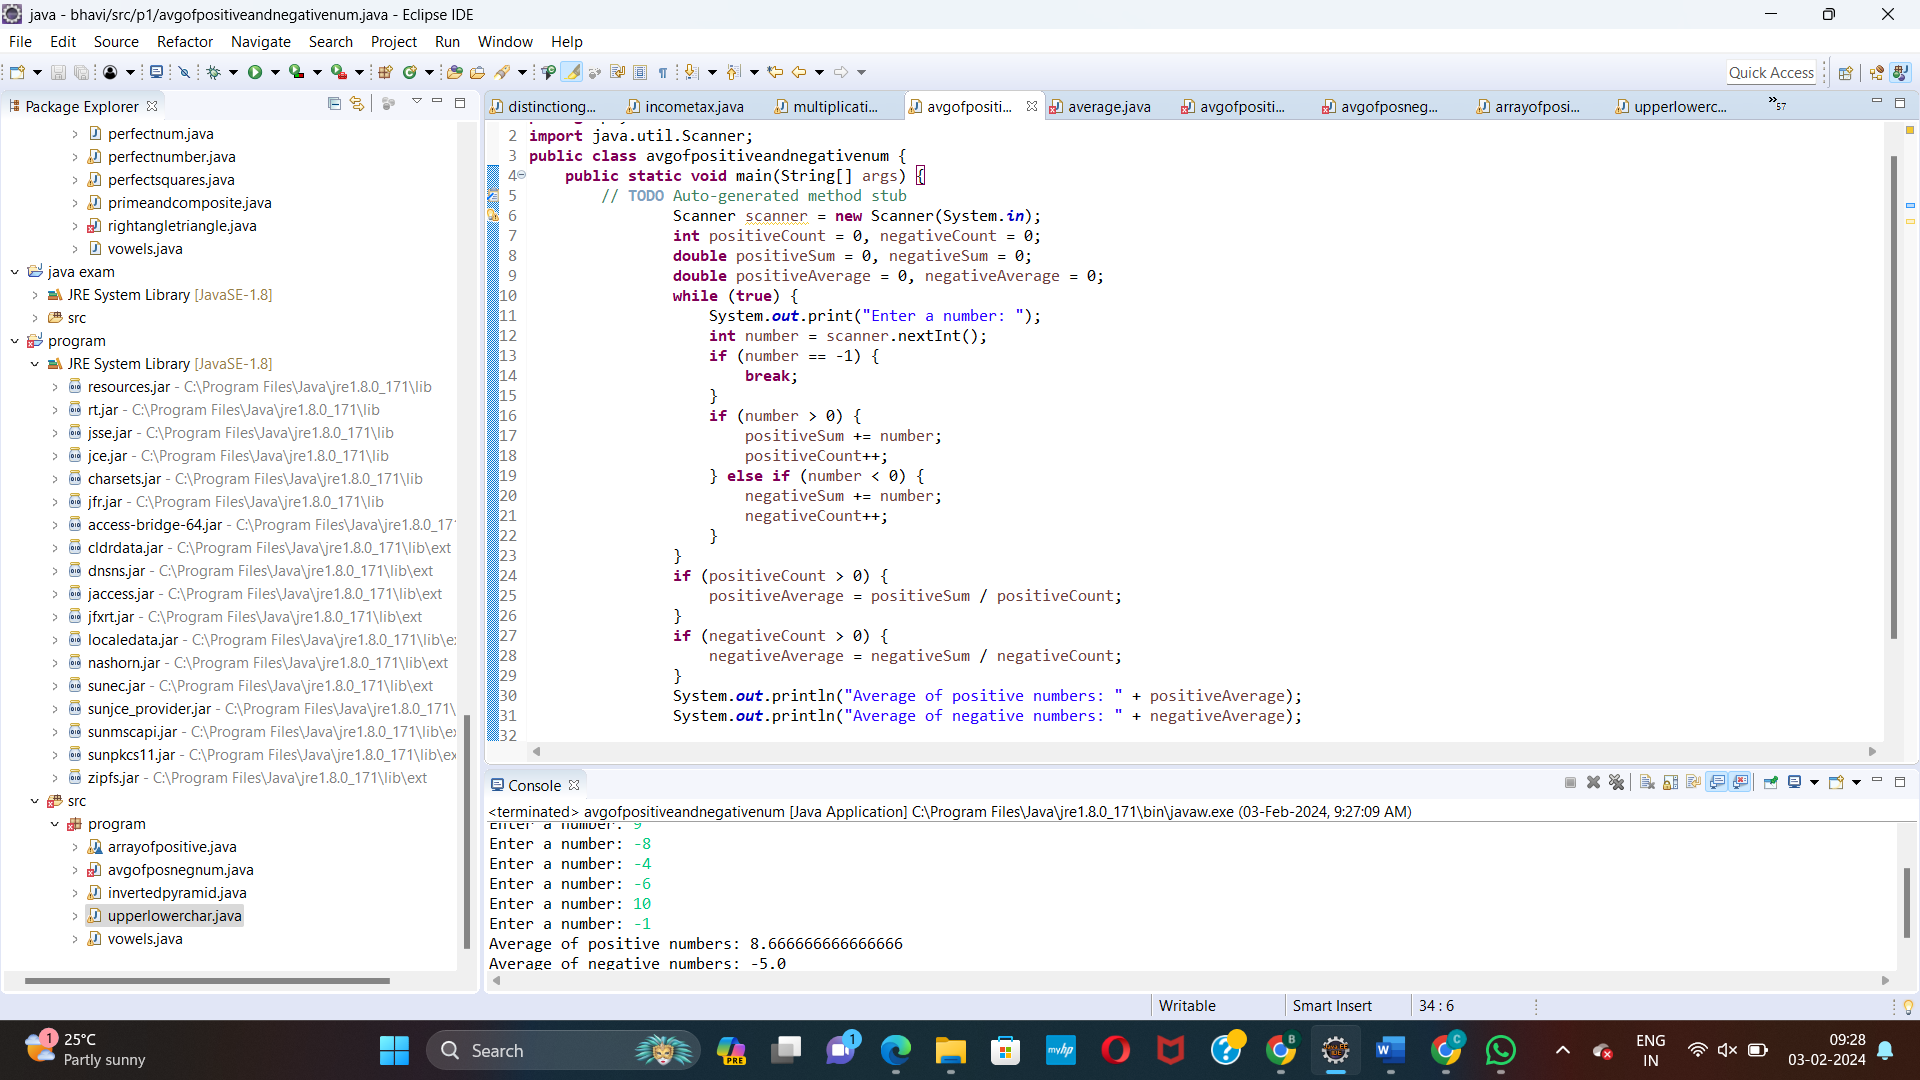 java - bhavi/src/p1/avgofpositiveandnegativenum.java - Eclipse IDE
File Edit Source Refactor Navigate Search Project Run Window Help
Quick Access
Package Explorer
perfectnum.java
perfectnumber.java
perfectsquares.java
primeandcomposite.java
rightangletriangle.java
vowels.java
java exam
JRE System Library [JavaSE-1.8]
src
program
JRE System Library [JavaSE-1.8]
resources.jar - C:\Program Files\Java\jre1.8.0_171\lib
rt.jar - C:\Program Files\Java\jre1.8.0_171\lib
jsse.jar - C:\Program Files\Java\jre1.8.0_171\lib
jce.jar - C:\Program Files\Java\jre1.8.0_171\lib
charsets.jar - C:\Program Files\Java\jre1.8.0_171\lib
jfr.jar - C:\Program Files\Java\jre1.8.0_171\lib
access-bridge-64.jar - C:\Program Files\Java\jre1.8.0_17
cldrdata.jar - C:\Program Files\Java\jre1.8.0_171\lib\ext
dnsns.jar - C:\Program Files\Java\jre1.8.0_171\lib\ext
jaccess.jar - C:\Program Files\Java\jre1.8.0_171\lib\ext
jfxrt.jar - C:\Program Files\Java\jre1.8.0_171\lib\ext
localedata.jar - C:\Program Files\Java\jre1.8.0_171\lib\e
nashorn.jar - C:\Program Files\Java\jre1.8.0_171\lib\ext
sunec.jar - C:\Program Files\Java\jre1.8.0_171\lib\ext
sunjce_provider.jar - C:\Program Files\Java\jre1.8.0_171\
sunmscapi.jar - C:\Program Files\Java\jre1.8.0_171\lib\e
sunpkcs11.jar - C:\Program Files\Java\jre1.8.0_171\lib\e
zipfs.jar - C:\Program Files\Java\jre1.8.0_171\lib\ext
src
program
arrayofpositive.java
avgofposnegnum.java
invertedpyramid.java
upperlowerchar.java
vowels.java
distinctiong... incometax.java multiplicati... avgofpositi... average.java avgofpositi... avgofposneg... arrayofposi... upperlowerc... »57
2 import java.util.Scanner;
3 public class avgofpositiveandnegativenum {
4 public static void main(String[] args) {
5 // TODO Auto-generated method stub
6 Scanner scanner = new Scanner(System.in);
7 int positiveCount = 0, negativeCount = 0;
8 double positiveSum = 0, negativeSum = 0;
9 double positiveAverage = 0, negativeAverage = 0;
10 while (true) {
11 System.out.print("Enter a number: ");
12 int number = scanner.nextInt();
13 if (number == -1) {
14 break;
15 }
16 if (number > 0) {
17 positiveSum += number;
18 positiveCount++;
19 } else if (number < 0) {
20 negativeSum += number;
21 negativeCount++;
22 }
23 }
24 if (positiveCount > 0) {
25 positiveAverage = positiveSum / positiveCount;
26 }
27 if (negativeCount > 0) {
28 negativeAverage = negativeSum / negativeCount;
29 }
30 System.out.println("Average of positive numbers: " + positiveAverage);
31 System.out.println("Average of negative numbers: " + negativeAverage);
32
Console
<terminated> avgofpositiveandnegativenum [Java Application] C:\Program Files\Java\jre1.8.0_171\bin\javaw.exe (03-Feb-2024, 9:27:09 AM)
Enter a number: 9
Enter a number: -8
Enter a number: -4
Enter a number: -6
Enter a number: 10
Enter a number: -1
Average of positive numbers: 8.666666666666666
Average of negative numbers: -5.0
Writable Smart Insert 34 : 6
1 25°C
Partly sunny
Search
PRE
1
myhp
B
C
ENG
IN
09:28
03-02-2024